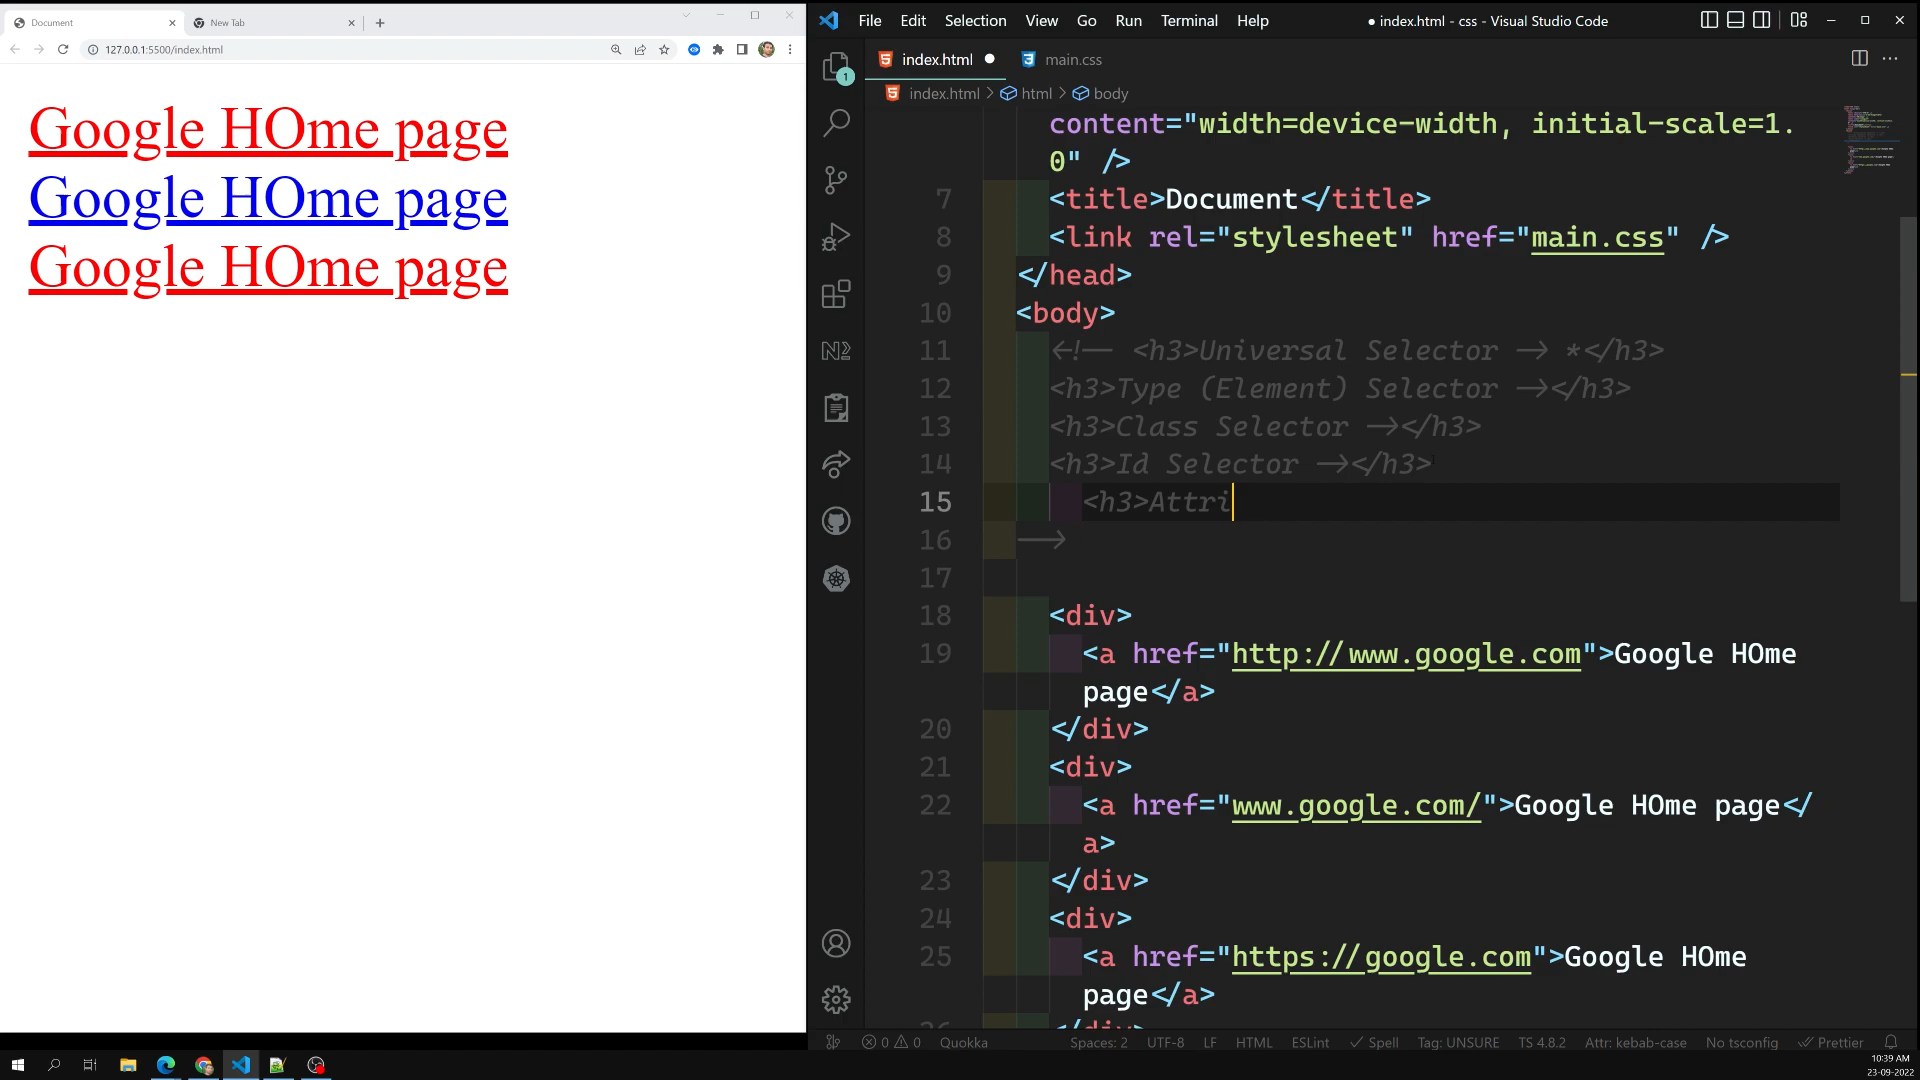 Document
New Tab
127.0.0.1:5500/index.html
Google HOme page
Google HOme page
Google HOme page
File Edit Selection View Go Run Terminal Help
● index.html - css - Visual Studio Code
index.html
main.css
index.html > html > body
content="width=device-width, initial-scale=1.
0" />
7 <title>Document</title>
8 <link rel="stylesheet" href="main.css" />
9 </head>
10 <body>
11 <!-- <h3>Universal Selector --> *</h3>
12 <h3>Type (Element) Selector --></h3>
13 <h3>Class Selector --></h3>
14 <h3>Id Selector --></h3>
15 <h3>Attri
16 -->
17
18 <div>
19 <a href="http://www.google.com">Google HOme
page</a>
20 </div>
21 <div>
22 <a href="www.google.com/">Google HOme page</
a>
23 </div>
24 <div>
25 <a href="https://google.com">Google HOme
page</a>
1
0 0 Quokka Spaces: 2 UTF-8 LF HTML ESLint Spell Tag: UNSURE TS 4.8.2 Attr: kebab-case No tsconfig Prettier
10:39 AM
23-09-2022